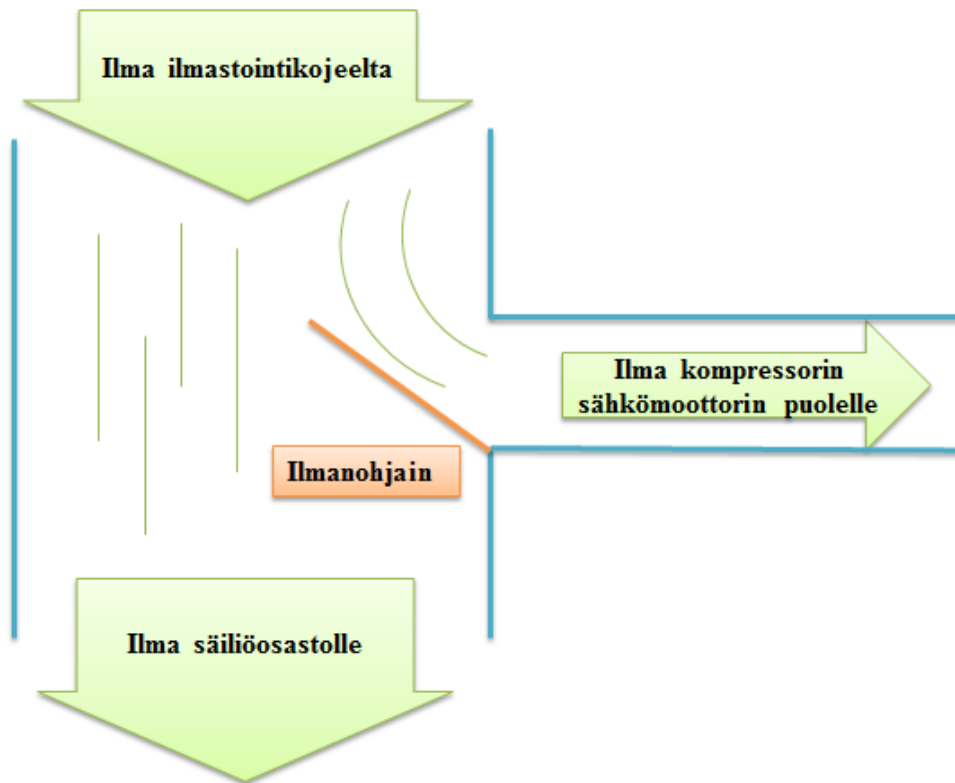 Ilma ilmastointikojeelta
Ilma kompressorin
sähkömoottorin puolelle
Ilmanohjain
Ilma säiliöosastolle